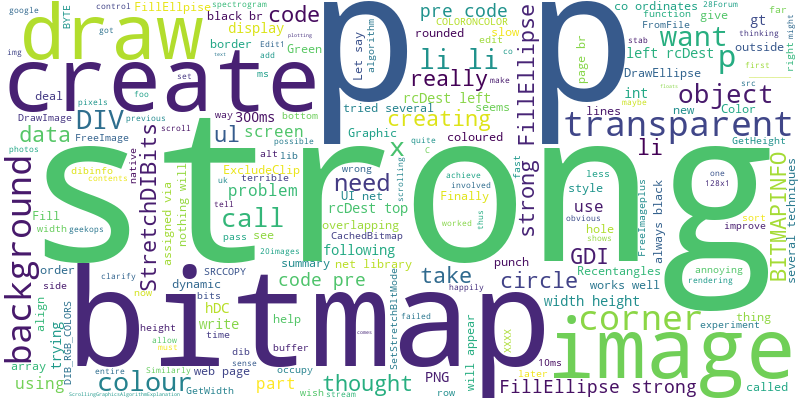 google
control
FillEllpise
spectrogram
BYTE
var
black br
code
draw
got
display
Edit1
plotting
img
border
Green
add
create
deal
set
ms
DIV
pixels
foo
way
300ms
DrawImage
previous
bottom
data
FreeImage
ul
screen
photos
scroll
possible
dibinfo
contents
native
StretchDIBits
alt
lib
ExcludeClip
wrong
uk
terrible
problem
need
tell
assigned via
nothing will
p
p
pre code
COLORONCOLOR
rounded
slow
edit
co
Let say
algorithm
li li
really
rcDest left
make
tried several
seems
creating
Graphic
coloured
quite
x
c
fast
UI net
scrolling
achieve
involved
Finally
rcDest top
overlapping
worked
thus
CachedBitmap
co ordinates
28Forum
function
give
gt
FromFile
thinking
might
right
stab
want
outside
page br
left rcDest
p
first
DrawEllipse
src
int
object
maybe
lines
new
Color
transparent
li
GetHeight
FillEllipse
strong
strong
one
128x1
less
style
use
obvious
hole
shows
FreeImageplus
always black
sort
improve
annoying
rendering
BITMAPINFO
several techniques
background
Fill
width
geekops
call
pass
see
following
punch
GDI
Recentangles
works well
order
side
clarify
summary
net library
20images
take
circle
width height
code pre
SRCCOPY
dynamic
bits
now
bitmap
SetStretchBitMode
happily
will appear
corner
thing
experiment
image
called
DIB_RGB_COLORS
align
trying
hDC
write
help
height
time
array
allow
must
dib
sense
buffer
failed
comes
xxxx
10ms
using
colour
web page
occupy
thought
PNG
later
FillEllipse strong
Similarly
entire
GetWidth
part
wish
stream
row
text
ScrollingGraphicsAlgorithmExplanation